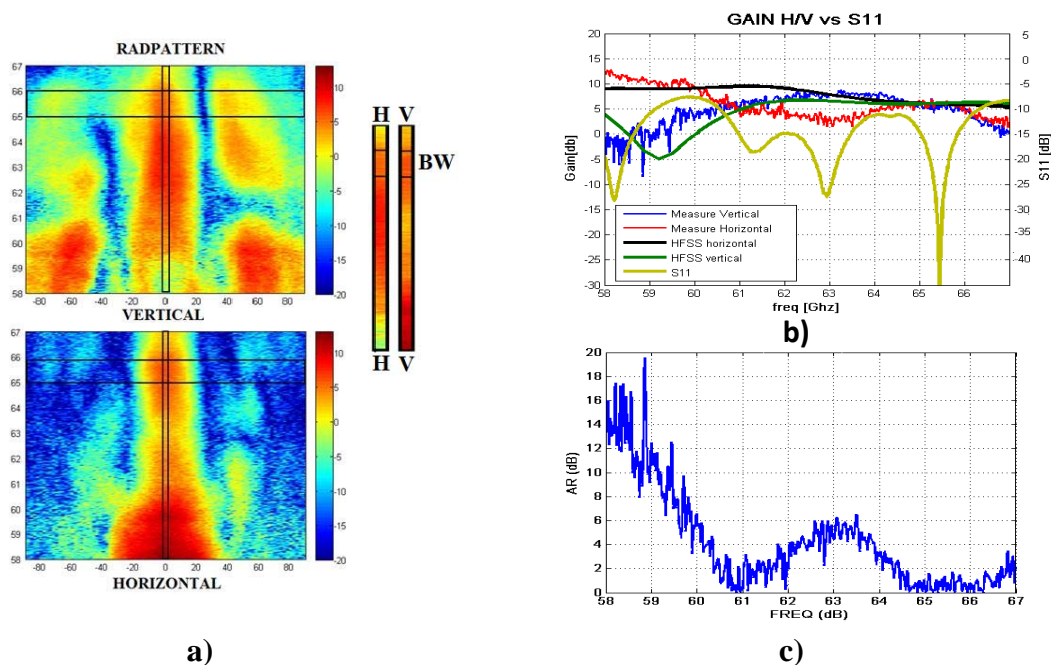 RADPATTERN
67
66
65
64
63
62
61
60
59
58
-80 -60 -40 -20 0 20 40 60 80
10
5
0
-5
-10
-15
-20
VERTICAL
67
66
65
64
63
62
61
60
59
58
-80 -60 -40 -20 0 20 40 60 80
10
5
0
-5
-10
-15
-20
HORIZONTAL
H V
BW
H V
a)
GAIN H/V vs S11
20
15
10
5
0
-5
-10
-15
-20
-25
-30
Gain[db]
5
0
-5
-10
-15
-20
-25
-30
-35
-40
S11 [dB]
Measure Vertical
Measure Horizontal
HFSS horizontal
HFSS vertical
S11
58 59 60 61 62 63 64 65 66
freq [Ghz]
b)
20
18
16
14
12
10
8
6
4
2
0
AR (dB)
58 59 60 61 62 63 64 65 66 67
FREQ (dB)
c)